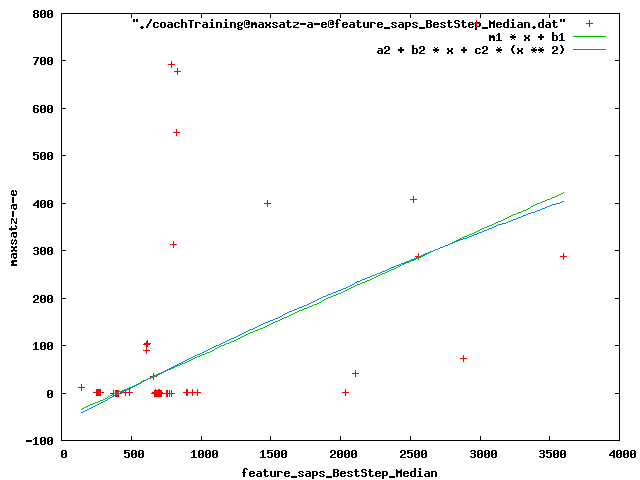 "./coachTraining@maxsatz-a-e@feature_saps_BestStep_Median.dat"
m1 * x + b1
a2 + b2 * x + c2 * (x ** 2)
800
700
600
500
400
300
200
100
0
-100
maxsatz-a-e
0 500 1000 1500 2000 2500 3000 3500 4000
feature_saps_BestStep_Median